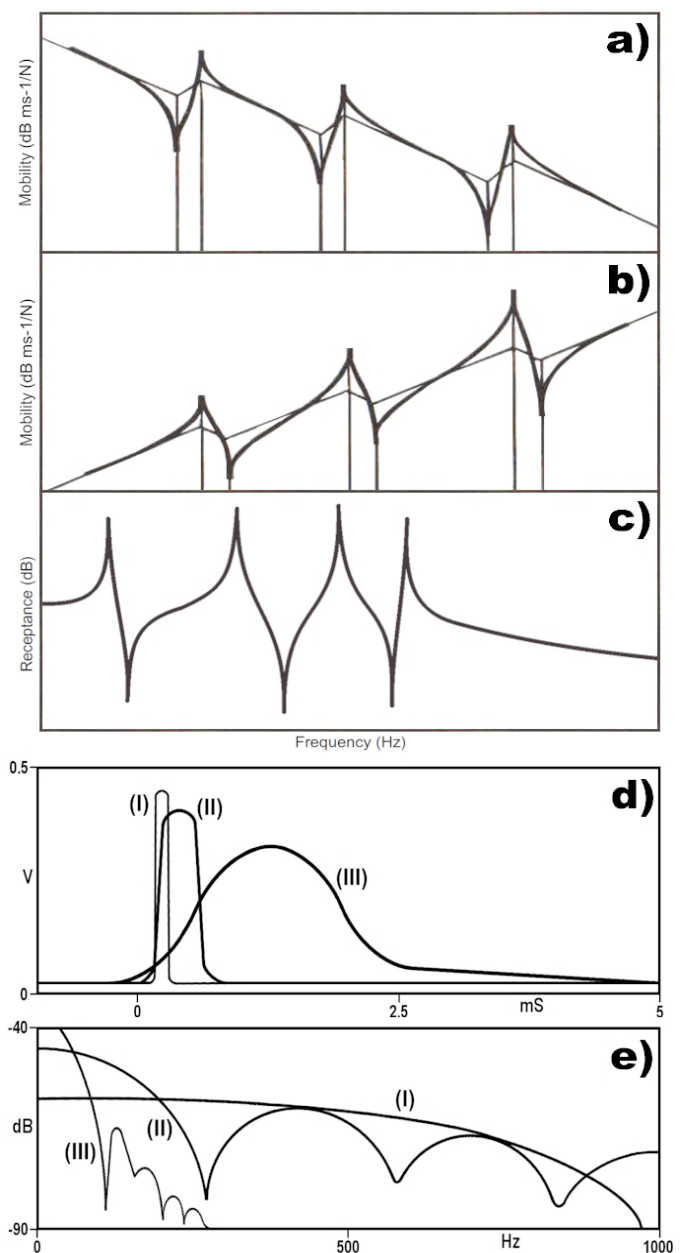 a)
Mobility (dB ms-1/N)
b)
Mobility (dB ms-1/N)
c)
Receptance (dB)
Frequency (Hz)
0.5
d)
(I)
(II)
(III)
V
0
0
2.5
mS
5
-40
e)
(I)
dB
(II)
(III)
-90
0
500
Hz
1000